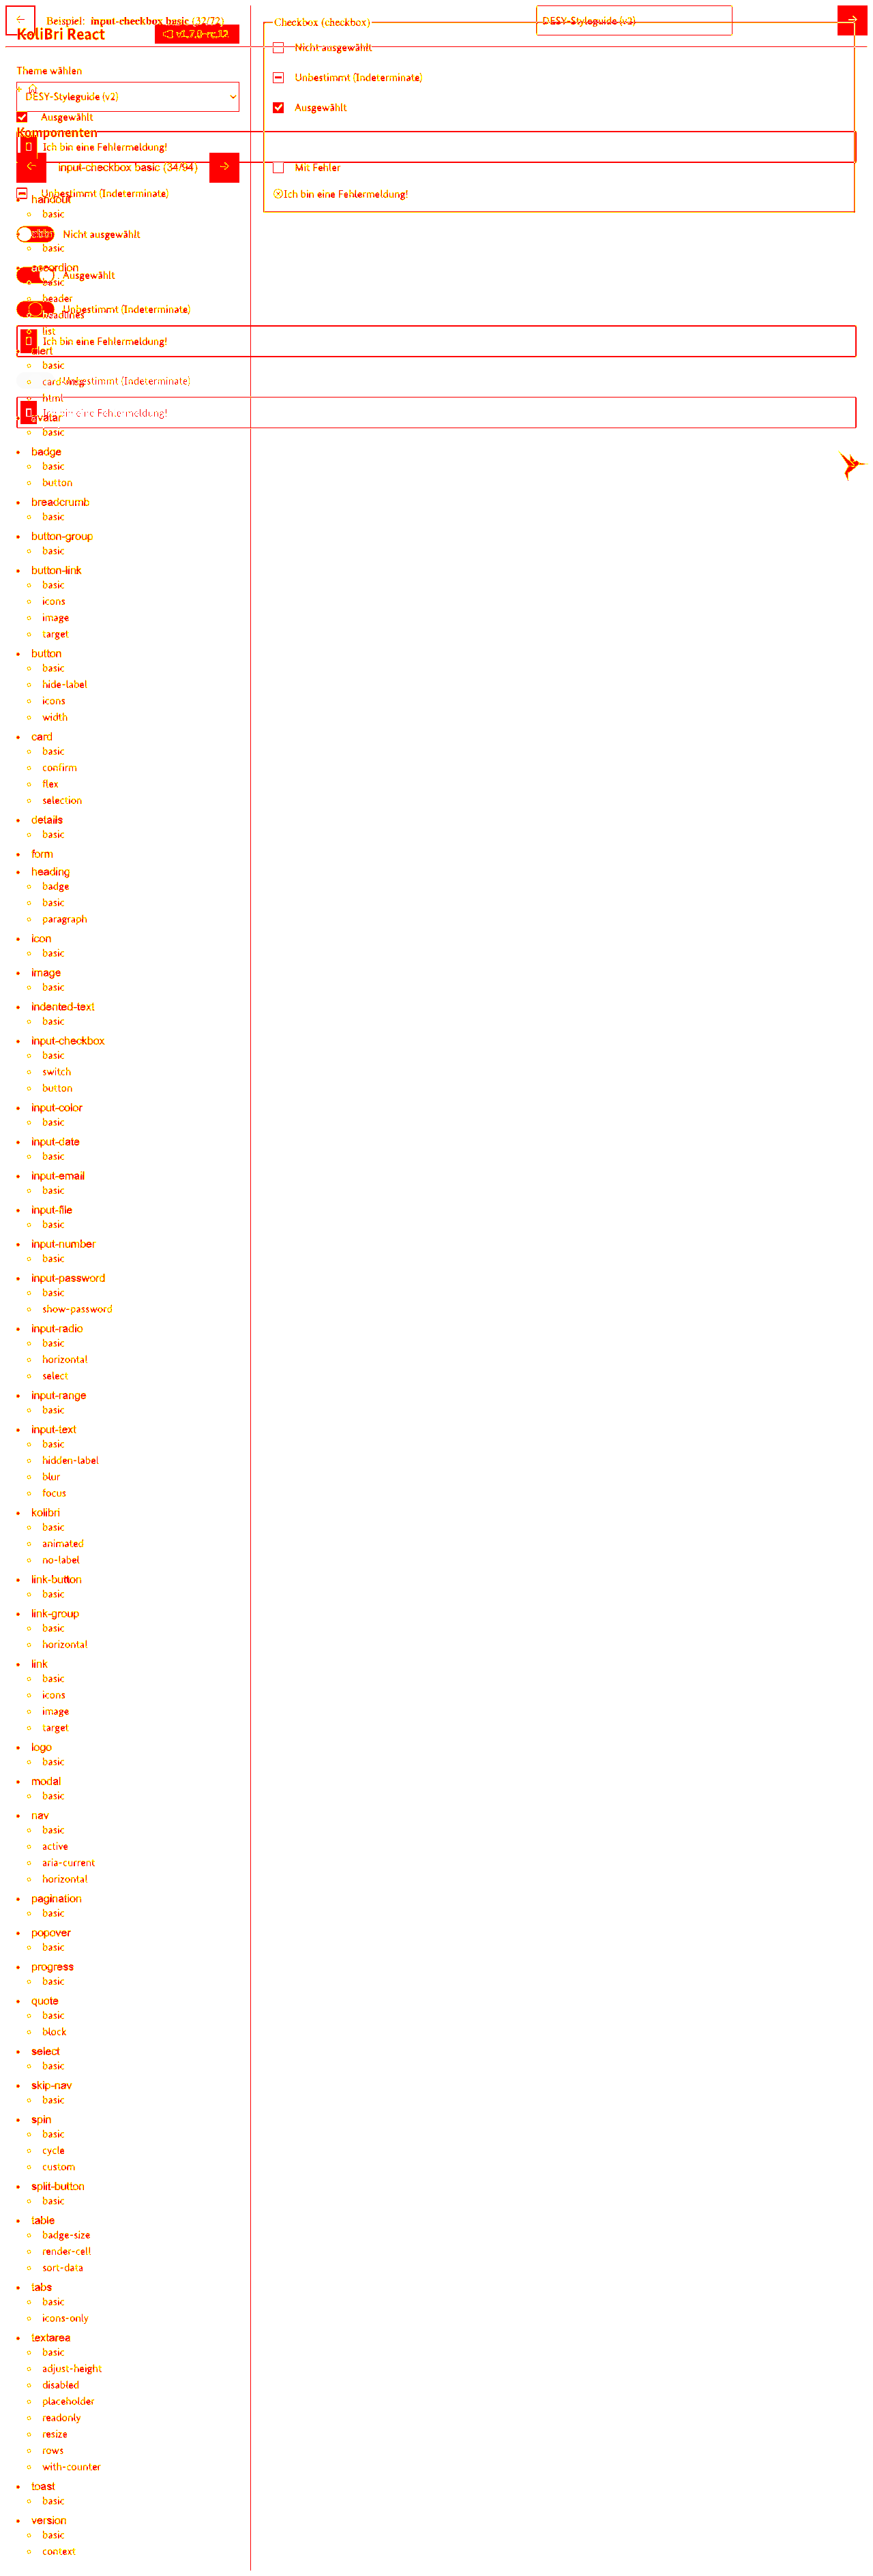 Beispiel: input-checkbox basic (32/72)
KoliBri React
v1.7.0-rc.12
DESY-Styleguide (v2)
Checkbox (checkbox)
Nicht ausgewählt
Unbestimmt (Indeterminate)
Ausgewählt
Mit Fehler
Ich bin eine Fehlermeldung!
Theme wählen
DESY-Styleguide (v2)
Ausgewählt
Komponenten
Ich bin eine Fehlermeldung!
input-checkbox basic (34/94)
Unbestimmt (Indeterminate)
handout
basic
Nicht ausgewählt
basic
accordion
Ausgewählt
basic
header
Unbestimmt (Indeterminate)
headlines
list
Ich bin eine Fehlermeldung!
alert
basic
card-msg
Unbestimmt (Indeterminate)
html
Ich bin eine Fehlermeldung!
avatar
basic
badge
basic
button
breadcrumb
basic
button-group
basic
button-link
basic
icons
image
target
button
basic
hide-label
icons
width
card
basic
confirm
flex
selection
details
basic
form
heading
badge
basic
paragraph
icon
basic
image
basic
indented-text
basic
input-checkbox
basic
switch
button
input-color
basic
input-date
basic
input-email
basic
input-file
basic
input-number
basic
input-password
basic
show-password
input-radio
basic
horizontal
select
input-range
basic
input-text
basic
hidden-label
blur
focus
kolibri
basic
animated
no-label
link-button
basic
link-group
basic
horizontal
link
basic
icons
image
target
logo
basic
modal
basic
nav
basic
active
aria-current
horizontal
pagination
basic
popover
basic
progress
basic
quote
basic
block
select
basic
skip-nav
basic
spin
basic
cycle
custom
split-button
basic
table
badge-size
render-cell
sort-data
tabs
basic
icons-only
textarea
basic
adjust-height
disabled
placeholder
readonly
resize
rows
with-counter
toast
basic
version
basic
context